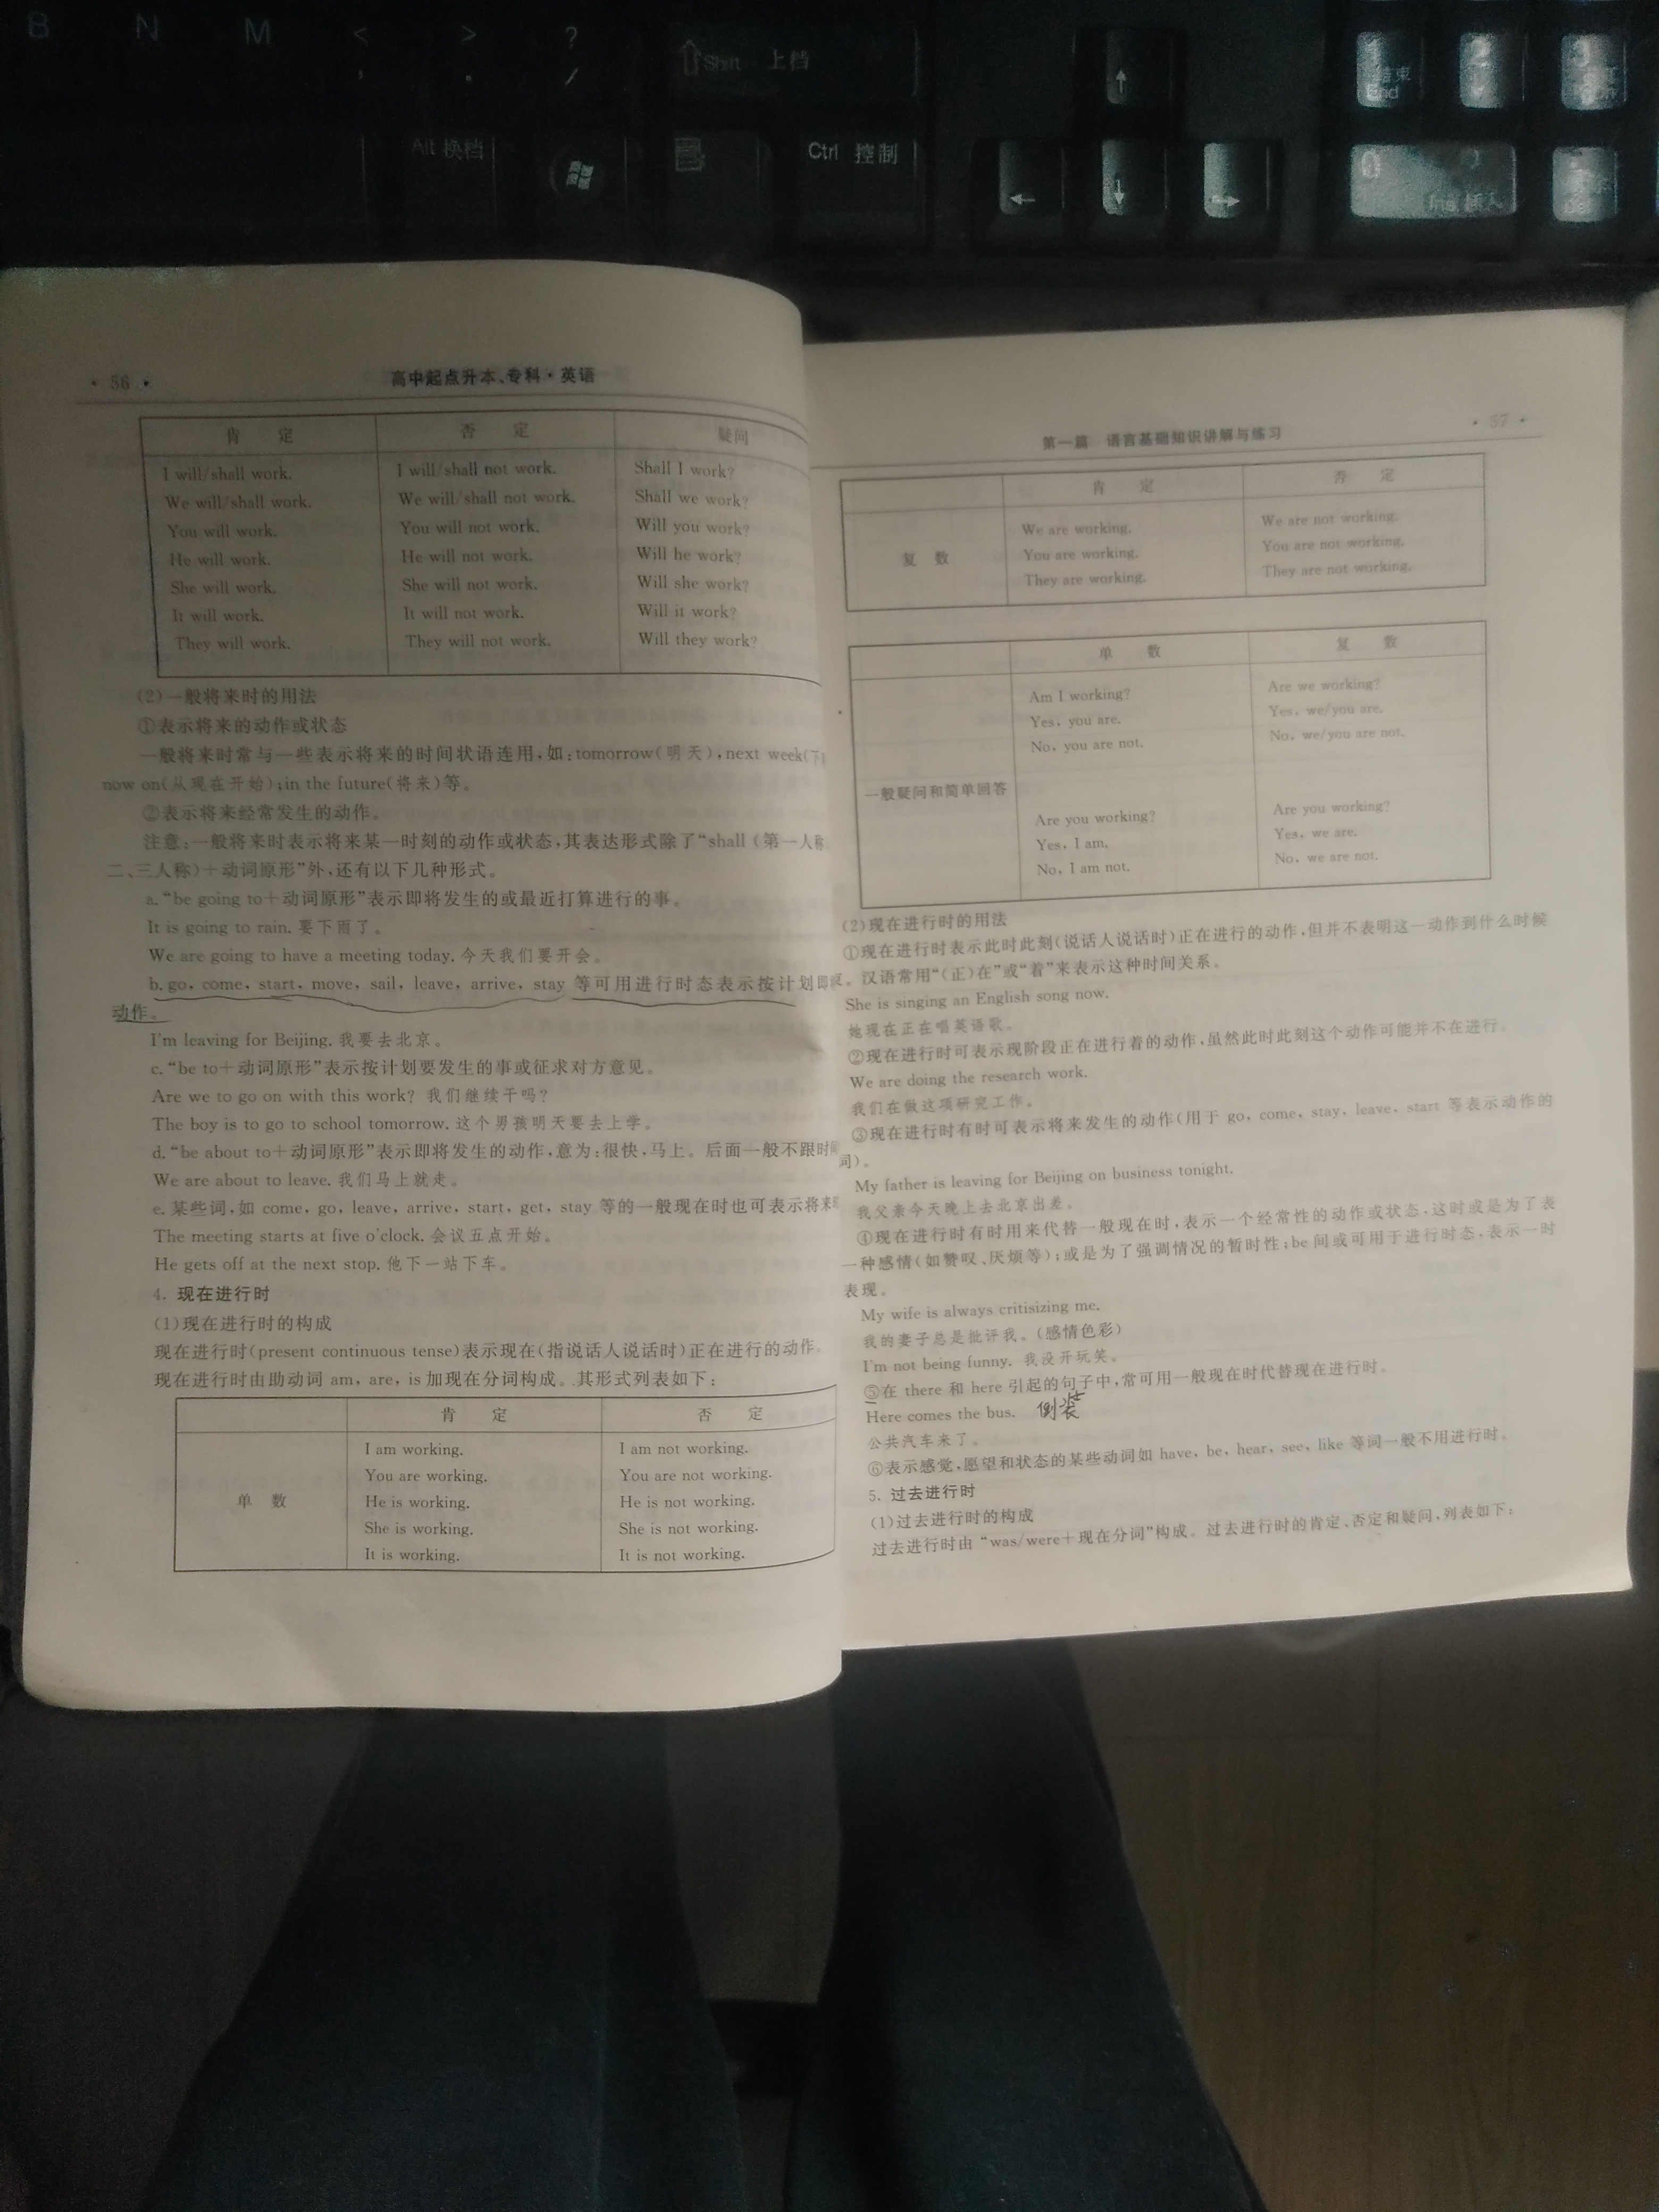 B N M < > ?
, . /
Shift 上档
Alt 换档
Ctrl 控制
↑
← ↓ →
1 2 3
结束
End
0
Ins 插入
· 56 ·
高中起点升本、专科·英语
肯 定 否 定 疑问
I will/shall work. I will/shall not work. Shall I work?
We will/shall work. We will/shall not work. Shall we work?
You will work. You will not work. Will you work?
He will work. He will not work. Will he work?
She will work. She will not work. Will she work?
It will work. It will not work. Will it work?
They will work. They will not work. Will they work?
(2)一般将来时的用法
①表示将来的动作或状态
一般将来时常与一些表示将来的时间状语连用,如:tomorrow(明天),next week(下
now on(从现在开始);in the future(将来)等。
②表示将来经常发生的动作。
注意:一般将来时表示将来某一时刻的动作或状态,其表达形式除了“shall(第一人称
二、三人称)+动词原形”外,还有以下几种形式。
a.“be going to+动词原形”表示即将发生的或最近打算进行的事。
It is going to rain. 要下雨了。
We are going to have a meeting today. 今天我们要开会。
b. go, come, start, move, sail, leave, arrive, stay 等可用进行时态表示按计划即
动作。
I'm leaving for Beijing. 我要去北京。
c.“be to+动词原形”表示按计划要发生的事或征求对方意见。
Are we to go on with this work? 我们继续干吗?
The boy is to go to school tomorrow. 这个男孩明天要去上学。
d.“be about to+动词原形”表示即将发生的动作,意为:很快,马上。后面一般不跟时
We are about to leave. 我们马上就走。
e. 某些词,如 come, go, leave, arrive, start, get, stay 等的一般现在时也可表示将来
The meeting starts at five o'clock. 会议五点开始。
He gets off at the next stop. 他下一站下车。
4. 现在进行时
(1)现在进行时的构成
现在进行时(present continuous tense)表示现在(指说话人说话时)正在进行的动作。
现在进行时由助动词 am, are, is 加现在分词构成。其形式列表如下:
肯 定 否 定
I am working. I am not working.
You are working. You are not working.
单 数 He is working. He is not working.
She is working. She is not working.
It is working. It is not working.
第一篇 语言基础知识讲解与练习
· 57 ·
肯 定 否 定
We are working. We are not working.
复 数 You are working. You are not working.
They are working. They are not working.
单 数 复 数
Am I working? Are we working?
Yes, you are. Yes, we/you are.
No, you are not. No, we/you are not.
一般疑问和简单回答
Are you working? Are you working?
Yes, I am. Yes, we are.
No, I am not. No, we are not.
(2)现在进行时的用法
①现在进行时表示此时此刻(说话人说话时)正在进行的动作,但并不表明这一动作到什么时候
。汉语常用“(正)在”或“着”来表示这种时间关系。
She is singing an English song now.
她现在正在唱英语歌。
②现在进行时可表示现阶段正在进行着的动作,虽然此时此刻这个动作可能并不在进行。
We are doing the research work.
我们在做这项研究工作。
③现在进行时有时可表示将来发生的动作(用于 go, come, stay, leave, start 等表示动作的
词)。
My father is leaving for Beijing on business tonight.
我父亲今天晚上去北京出差。
④现在进行时有时用来代替一般现在时,表示一个经常性的动作或状态,这时或是为了表
一种感情(如赞叹、厌烦等);或是为了强调情况的暂时性;be 间或可用于进行时态,表示一时
表现。
My wife is always critisizing me.
我的妻子总是批评我。(感情色彩)
I'm not being funny. 我没开玩笑。
⑤在 there 和 here 引起的句子中,常可用一般现在时代替现在进行时。
Here comes the bus. 倒装
公共汽车来了。
⑥表示感觉,愿望和状态的某些动词如 have, be, hear, see, like 等词一般不用进行时。
5. 过去进行时
(1)过去进行时的构成
过去进行时由“was/were+现在分词”构成。过去进行时的肯定、否定和疑问,列表如下: